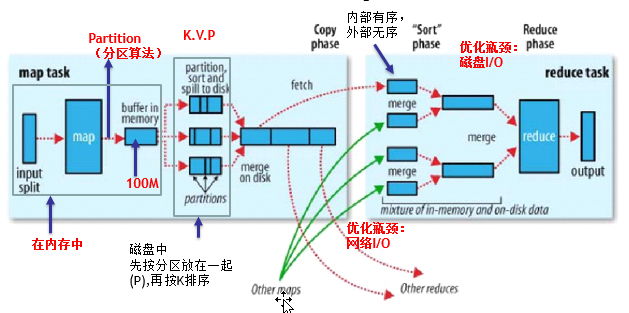 Partition
（分区算法）
K.V.P
Copy
phase
内部有序，
外部无序
"Sort"
phase
优化瓶颈：
磁盘I/O
Reduce
phase
map task
partition,
sort and
spill to disk
fetch
reduce task
buffer in
memory
map
merge
merge
merge
reduce
input
split
100M
partitions
merge
on disk
merge
output
mixture of in-memory and on-disk data
在内存中
磁盘中
先按分区放在一起
(P),再按K排序
优化瓶颈：
网络I/O
Other maps
Other reduces